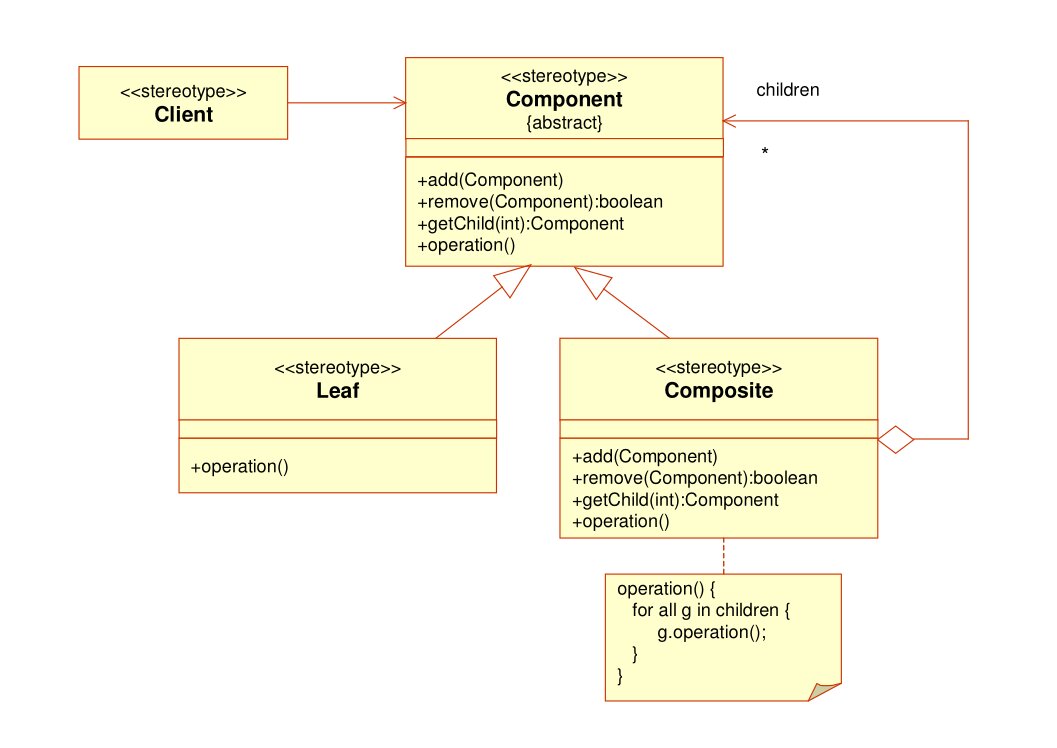 <<stereotype>>
Client
<<stereotype>>
Component
{abstract}
children
*
+add(Component)
+remove(Component):boolean
+getChild(int):Component
+operation()
<<stereotype>>
Leaf
+operation()
<<stereotype>>
Composite
+add(Component)
+remove(Component):boolean
+getChild(int):Component
+operation()
operation() {
for all g in children {
g.operation();
}
}